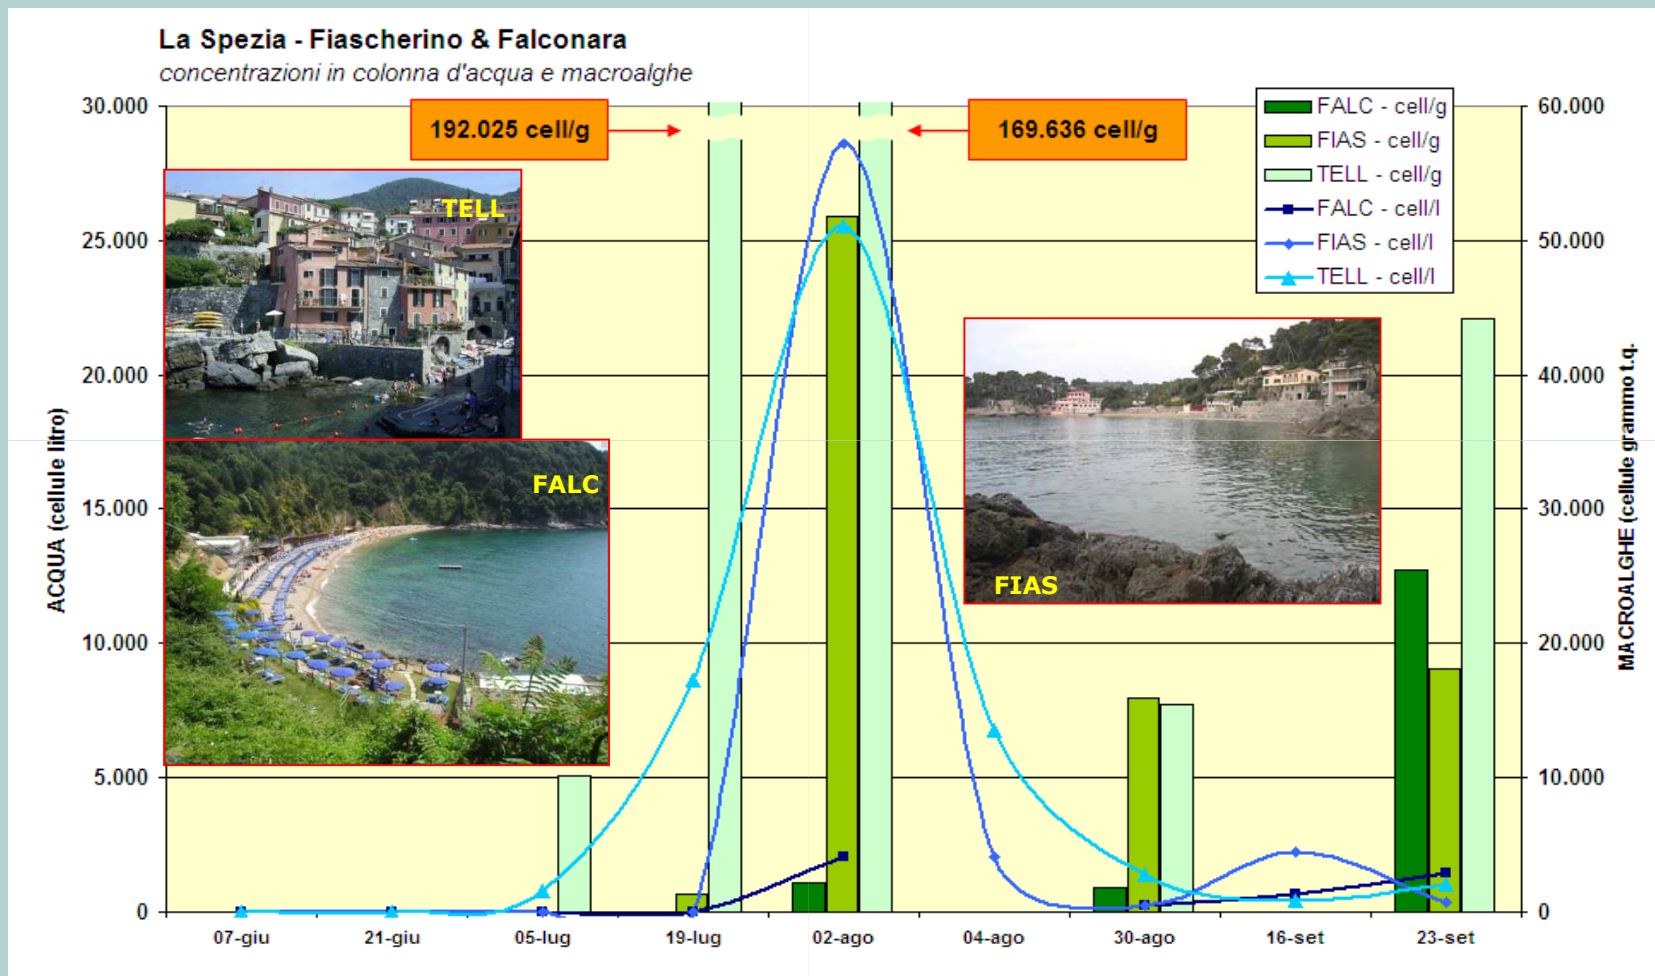 La Spezia - Fiascherino & Falconara
concentrazioni in colonna d'acqua e macroalghe
30.000
25.000
20.000
15.000
10.000
5.000
0
ACQUA (cellule litro)
192.025 cell/g
169.636 cell/g
TELL
FALC
FIAS
FALC - cell/g
FIAS - cell/g
TELL - cell/g
FALC - cell/l
FIAS - cell/l
TELL - cell/l
60.000
50.000
40.000
30.000
20.000
10.000
0
MACROALGHE (cellule grammo t.q.
07-giu 21-giu 05-lug 19-lug 02-ago 04-ago 30-ago 16-set 23-set